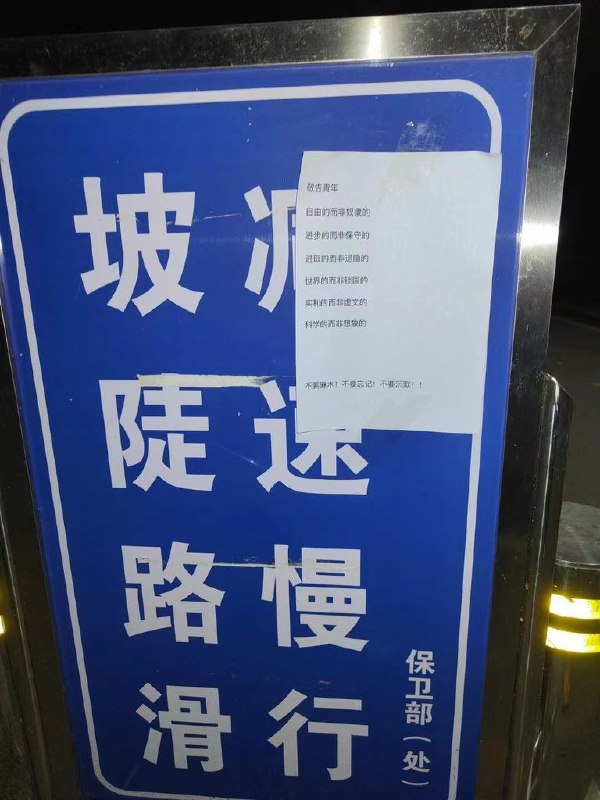 坡陡路滑
减速慢行
保卫部（处）
敬告青年
自由的而非奴隶的
进步的而非保守的
进取的而非退隐的
世界的而非锁国的
实利的而非虚文的
科学的而非想象的
不要麻木！不要忘记！不要沉默！！